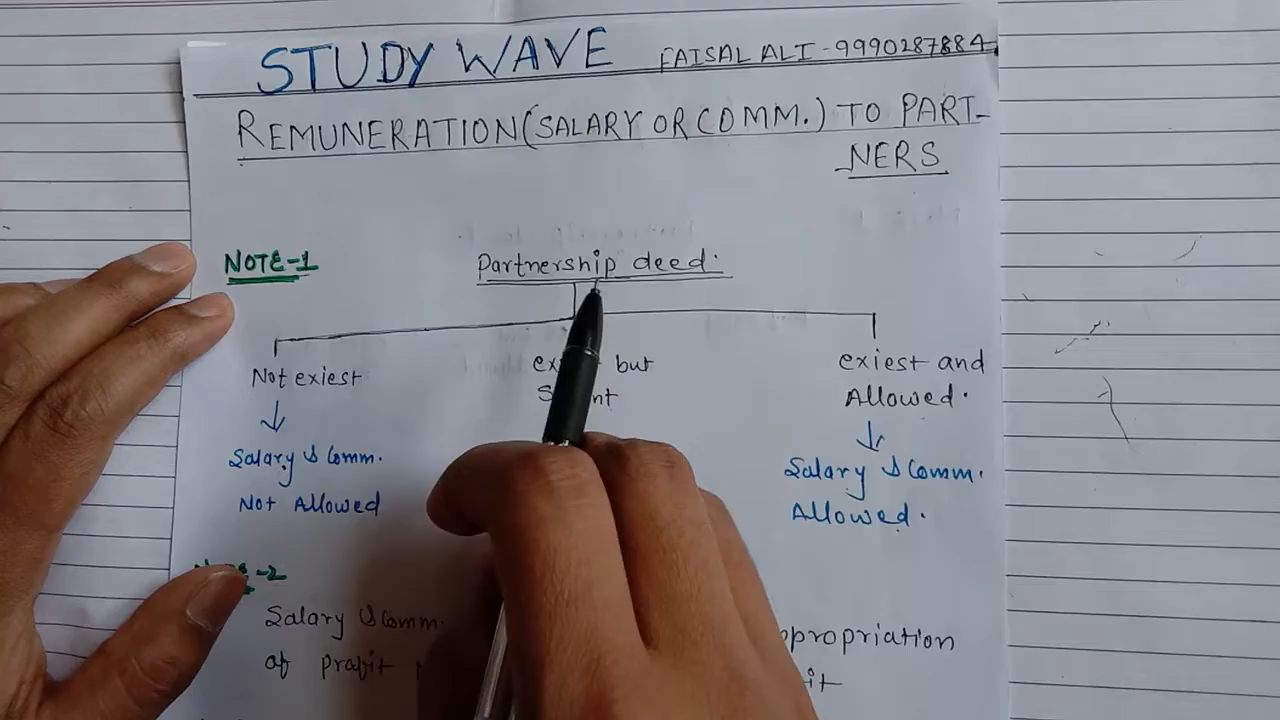 STUDY WAVE FAISAL ALI-9990287884
REMUNERATION(SALARY OR COMM.) TO PART-
NERS
NOTE-1
Partnership deed.
Not exiest
but
exiest and
Allowed.
Salary & Comm.
Not Allowed
Salary & Comm.
Allowed.
-2
Salary & Comm.
of profit
ppropriation